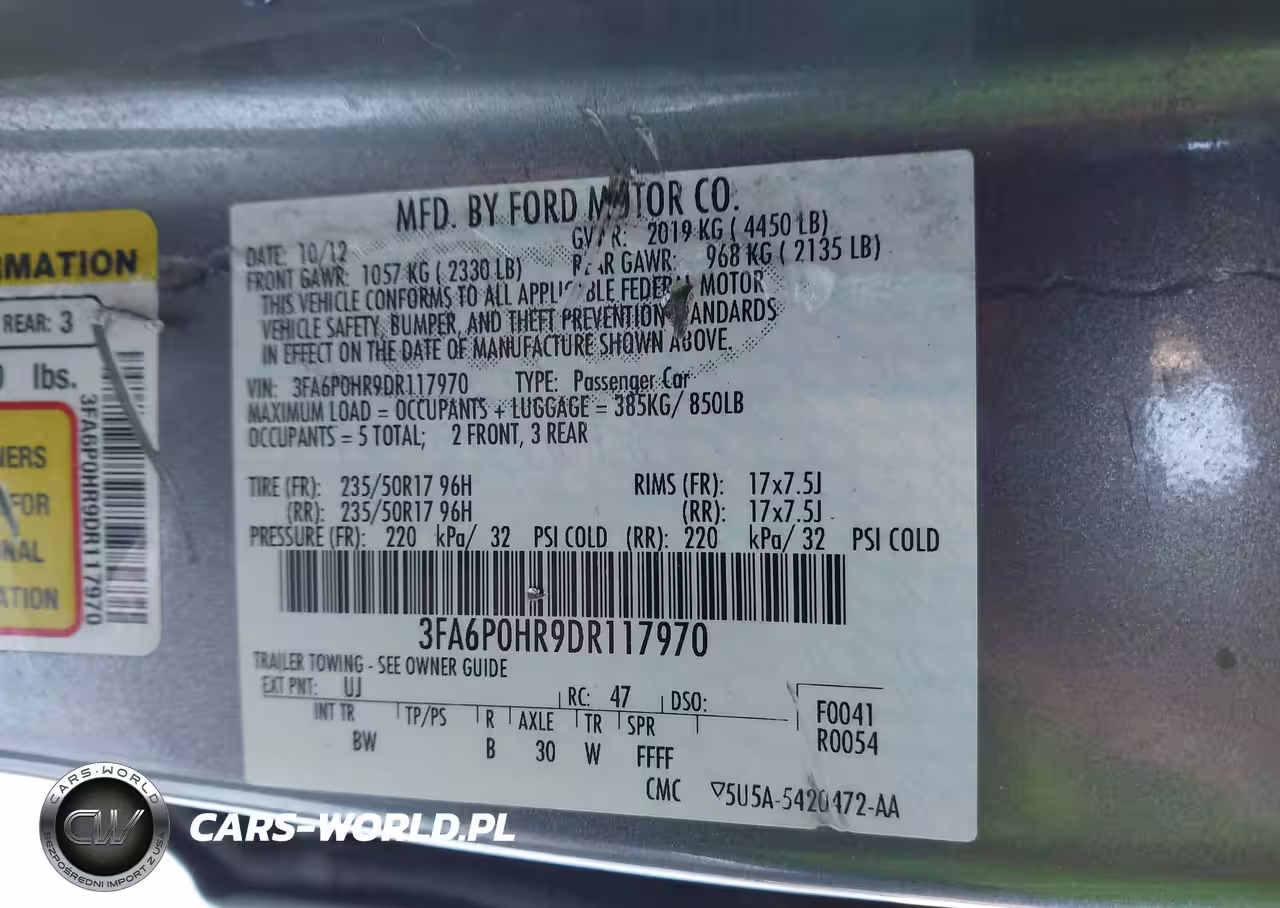 RMATION
REAR: 3
lbs.
3FA6P0HR9DR117970
NERS
FOR
NAL
ATION
MFD. BY FORD MOTOR CO.
DATE: 10/12
GVWR: 2019 KG ( 4450 LB)
FRONT GAWR: 1057 KG ( 2330 LB)
REAR GAWR: 968 KG ( 2135 LB)
THIS VEHICLE CONFORMS TO ALL APPLICABLE FEDERAL MOTOR
VEHICLE SAFETY, BUMPER, AND THEFT PREVENTION STANDARDS
IN EFFECT ON THE DATE OF MANUFACTURE SHOWN ABOVE.
VIN: 3FA6P0HR9DR117970 TYPE: Passenger Car
MAXIMUM LOAD = OCCUPANTS + LUGGAGE = 385KG/ 850LB
OCCUPANTS = 5 TOTAL; 2 FRONT, 3 REAR
TIRE (FR): 235/50R17 96H RIMS (FR): 17x7.5J
(RR): 235/50R17 96H (RR): 17x7.5J
PRESSURE (FR): 220 kPa/ 32 PSI COLD (RR): 220 kPa/ 32 PSI COLD
3FA6P0HR9DR117970
TRAILER TOWING - SEE OWNER GUIDE
EXT PNT: UJ RC: 47 DSO:
INT TR TP/PS R AXLE TR SPR
BW B 30 W FFFF
F0041
R0054
CMC ▽5U5A-5420472-AA
CARS-WORLD
CW
BEZPOŚREDNI IMPORT Z USA
CARS-WORLD.PL